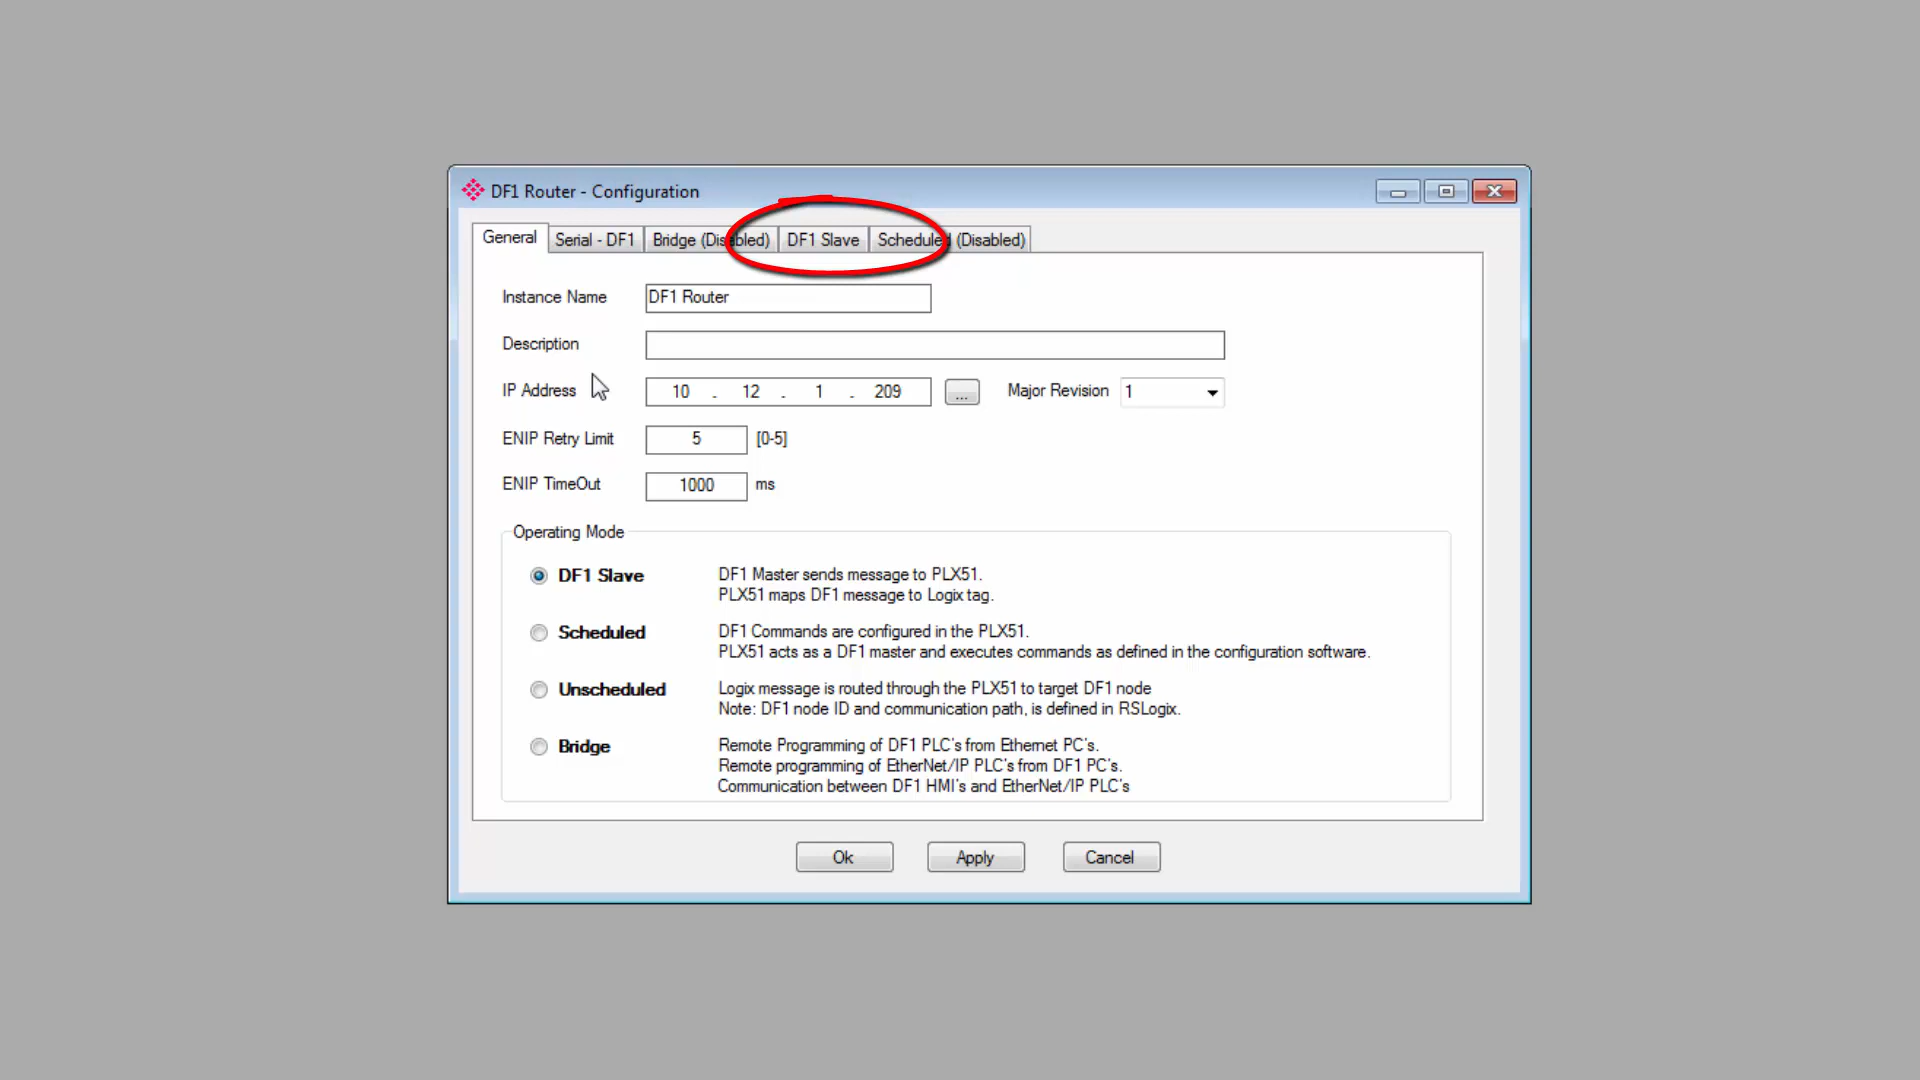 DF1 Router - Configuration
General Serial - DF1 Bridge (Disabled) DF1 Slave Scheduled (Disabled)
Instance Name DF1 Router
Description
IP Address 10 . 12 . 1 . 209 ... Major Revision 1
ENIP Retry Limit 5 [0-5]
ENIP TimeOut 1000 ms
Operating Mode
DF1 Slave DF1 Master sends message to PLX51.
PLX51 maps DF1 message to Logix tag.
Scheduled DF1 Commands are configured in the PLX51.
PLX51 acts as a DF1 master and executes commands as defined in the configuration software.
Unscheduled Logix message is routed through the PLX51 to target DF1 node
Note: DF1 node ID and communication path, is defined in RSLogix.
Bridge Remote Programming of DF1 PLC's from Ethernet PC's.
Remote programming of EtherNet/IP PLC's from DF1 PC's.
Communication between DF1 HMI's and EtherNet/IP PLC's
Ok Apply Cancel